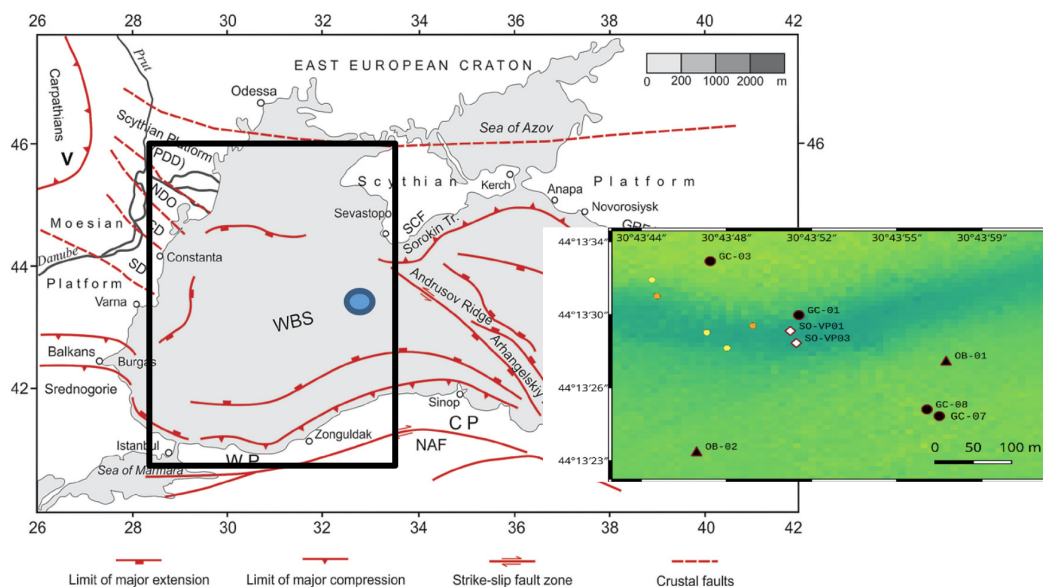 26 28 30 32 34 36 38 40 42
EAST EUROPEAN CRATON
0 200 1000 2000 m
Prut
Carpathians
Odessa
Scythian Platform
Sea of Azov
46
46
V
(PDD)
Scythian Platform
Kerch
Anapa
NDO
Novorosiysk
Sevastopo
SCF
Sorokin Tr.
Moesian
CD
Constanta
Danube
SD
44
Platform
Andrusov Ridge
Varna
WBS
Arhangelskiy
Balkans
Burgas
42
Srednogorie
Sinop
CP
Istanbul
Zonguldak
NAF
W P
Sea of Marmara
30°43′44 30°43′48 30°43′52 30°43′55 30°43′59
44°13′34″
GC-03
44°13′30″
GC-01
SO-VP01
SO-VP03
OB-01
44°13′26″
GC-08
GC-07
OB-02
44°13′23″
0 50 100 m
26 28 30 32 34 36 38 40 42
Limit of major extension
Limit of major compression
Strike-slip fault zone
Crustal faults